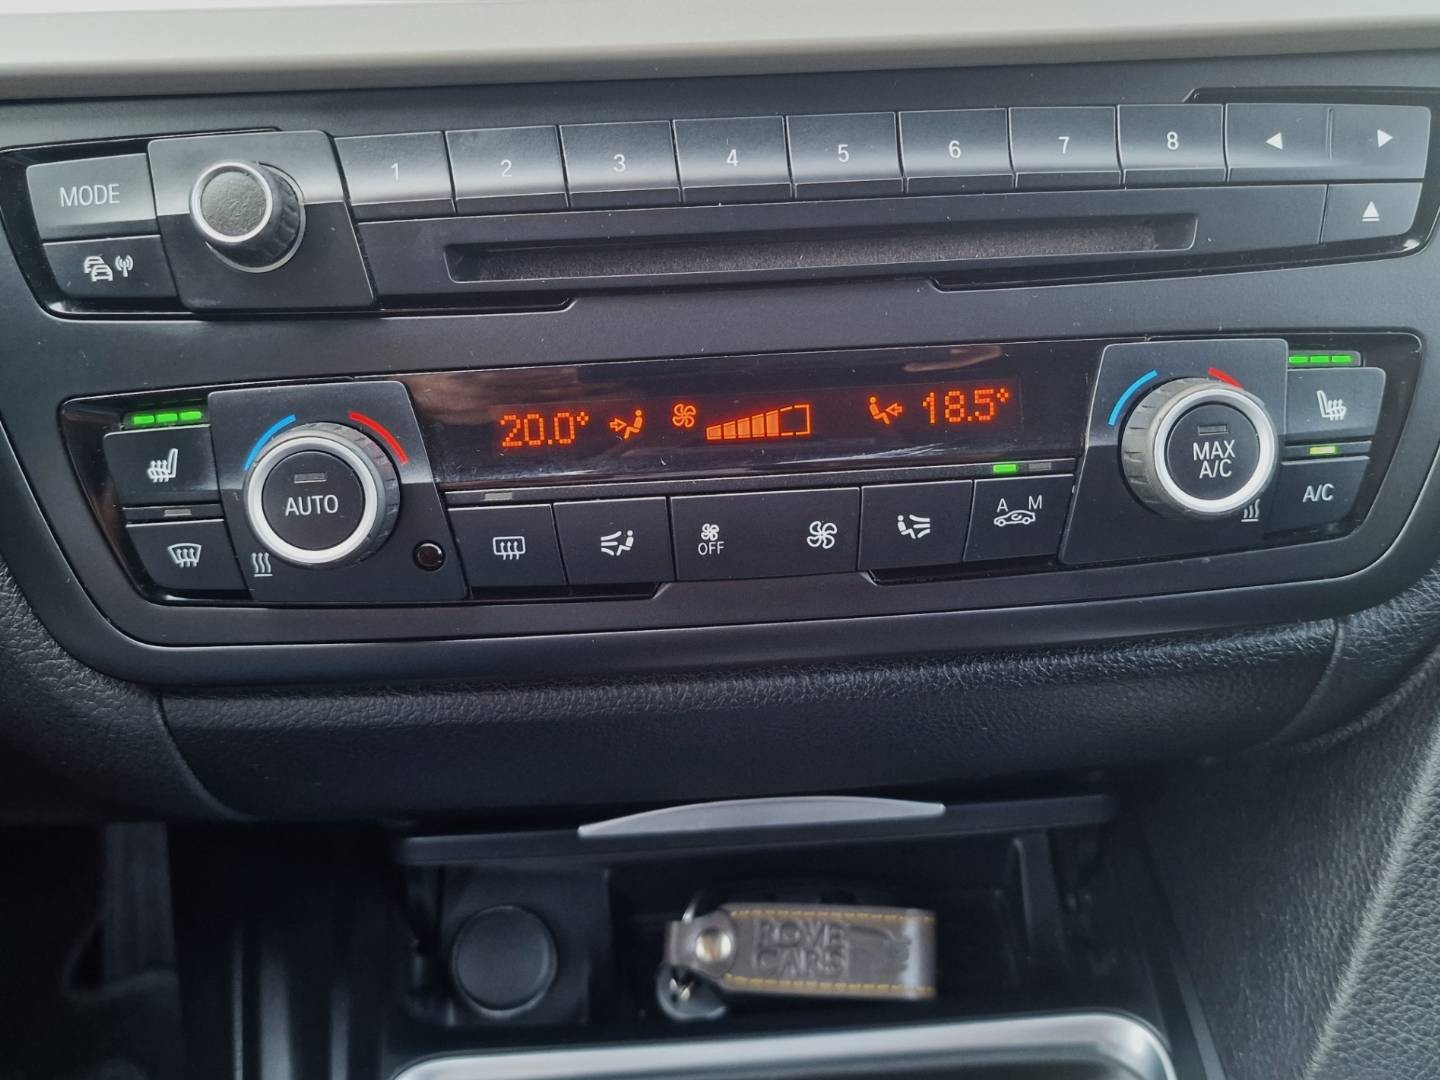 MODE
1 2 3 4 5 6 7 8
20.0° 18.5°
AUTO
MAX
A/C
A/C
OFF
A M
ROVE
CARS